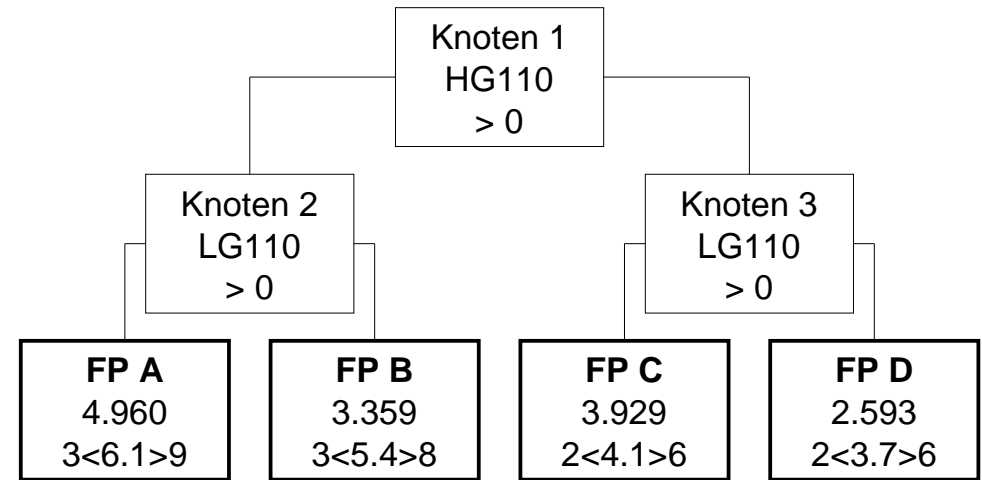 Knoten 1
HG110
> 0
Knoten 2
LG110
> 0
Knoten 3
LG110
> 0
FP A
4.960
3<6.1>9
FP B
3.359
3<5.4>8
FP C
3.929
2<4.1>6
FP D
2.593
2<3.7>6